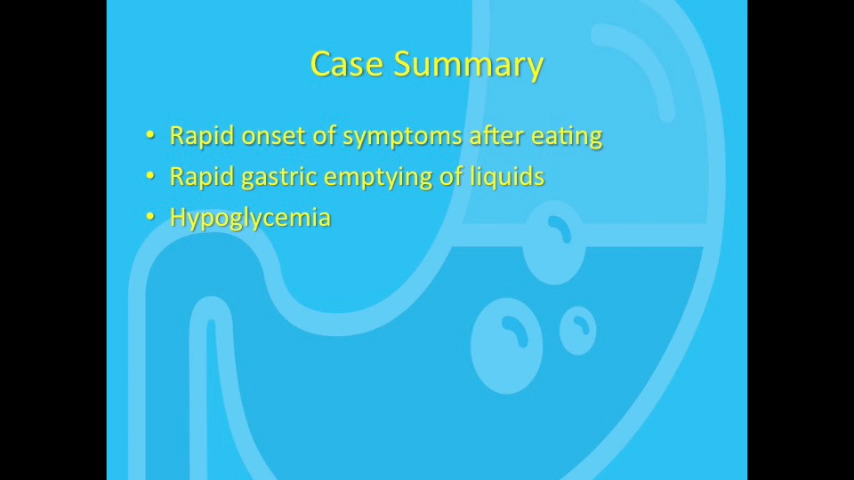 Case Summary
• Rapid onset of symptoms after eating
• Rapid gastric emptying of liquids
• Hypoglycemia